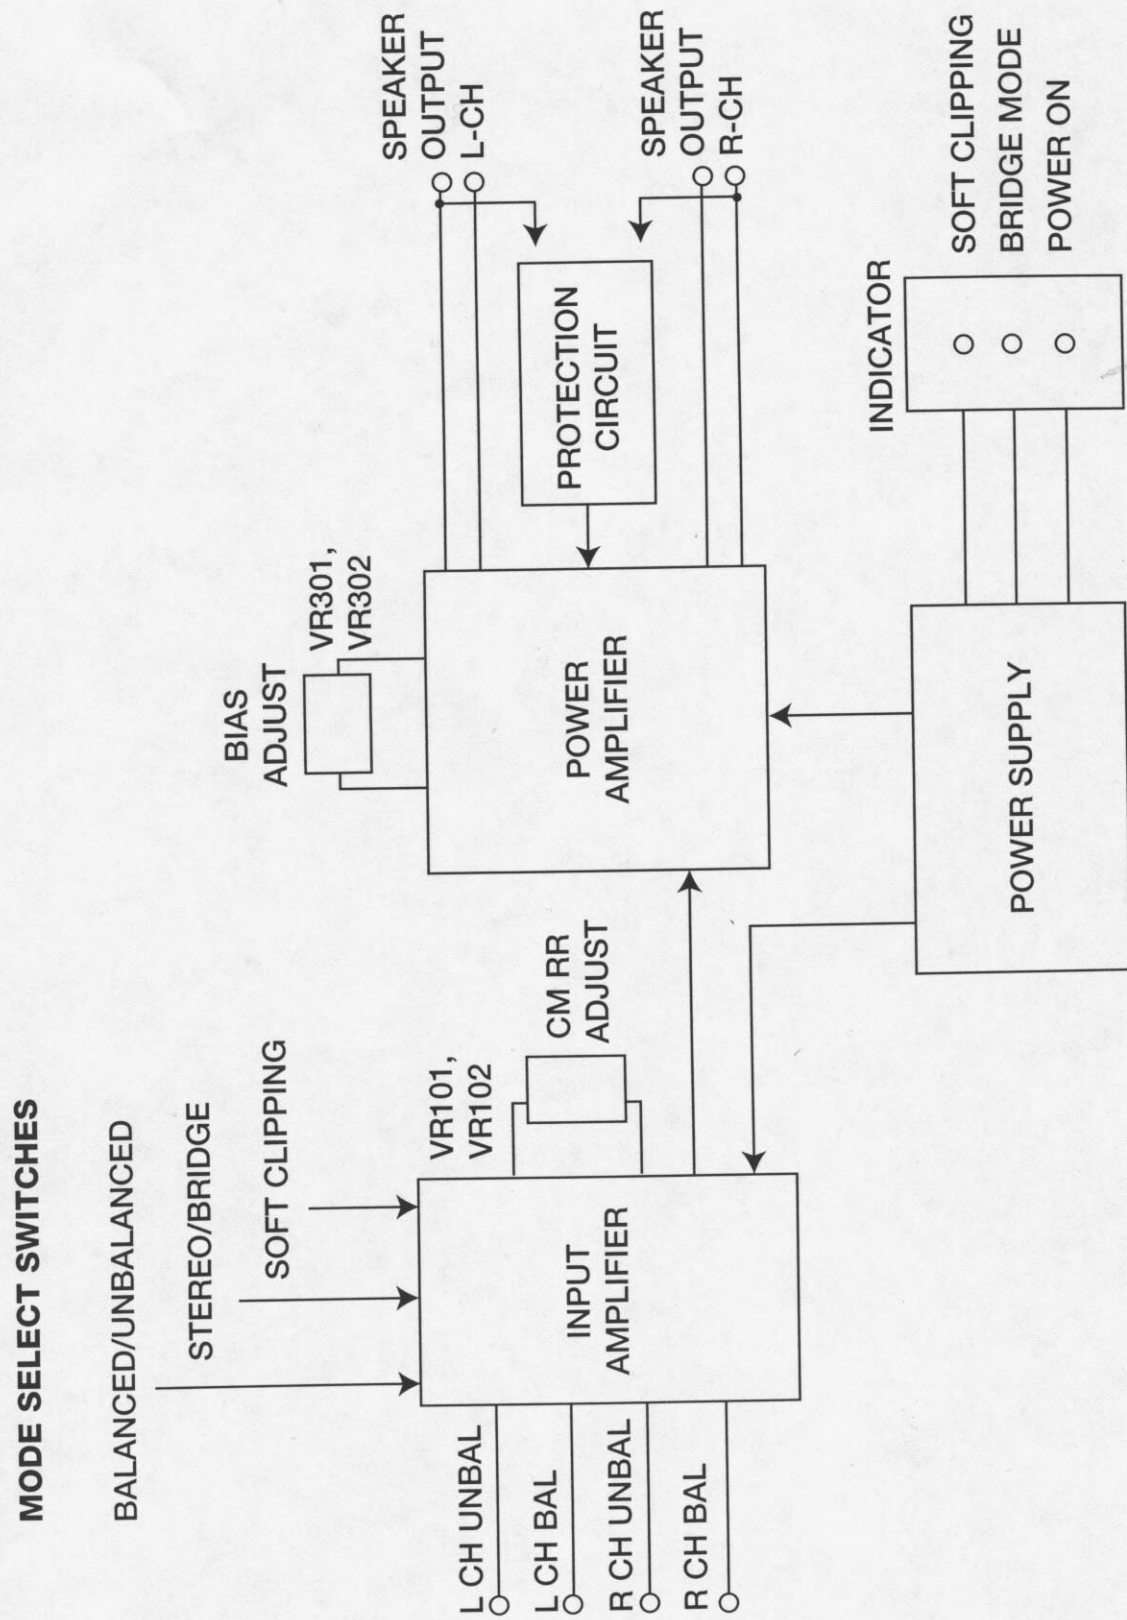 MODE SELECT SWITCHES
BALANCED/UNBALANCED
STEREO/BRIDGE
SOFT CLIPPING
L CH UNBAL
L CH BAL
R CH UNBAL
R CH BAL
INPUT
AMPLIFIER
VR101,
VR102
CM RR
ADJUST
BIAS
ADJUST
VR301,
VR302
POWER
AMPLIFIER
PROTECTION
CIRCUIT
SPEAKER
OUTPUT
L-CH
SPEAKER
OUTPUT
R-CH
POWER SUPPLY
INDICATOR
SOFT CLIPPING
BRIDGE MODE
POWER ON